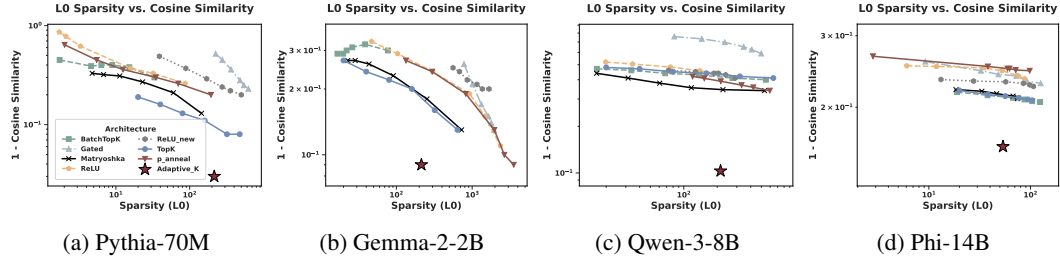 L0 Sparsity vs. Cosine Similarity
10⁰
10⁻¹
1 - Cosine Similarity
Architecture
BatchTopK
Gated
Matryoshka
ReLU
ReLU_new
TopK
p_anneal
Adaptive_K
10¹
10²
Sparsity (L0)
(a) Pythia-70M
L0 Sparsity vs. Cosine Similarity
3 × 10⁻¹
2 × 10⁻¹
10⁻¹
1 - Cosine Similarity
10²
10³
Sparsity (L0)
(b) Gemma-2-2B
L0 Sparsity vs. Cosine Similarity
10⁻¹
1 - Cosine Similarity
10²
Sparsity (L0)
(c) Qwen-3-8B
L0 Sparsity vs. Cosine Similarity
3 × 10⁻¹
2 × 10⁻¹
1 - Cosine Similarity
10¹
10²
Sparsity (L0)
(d) Phi-14B